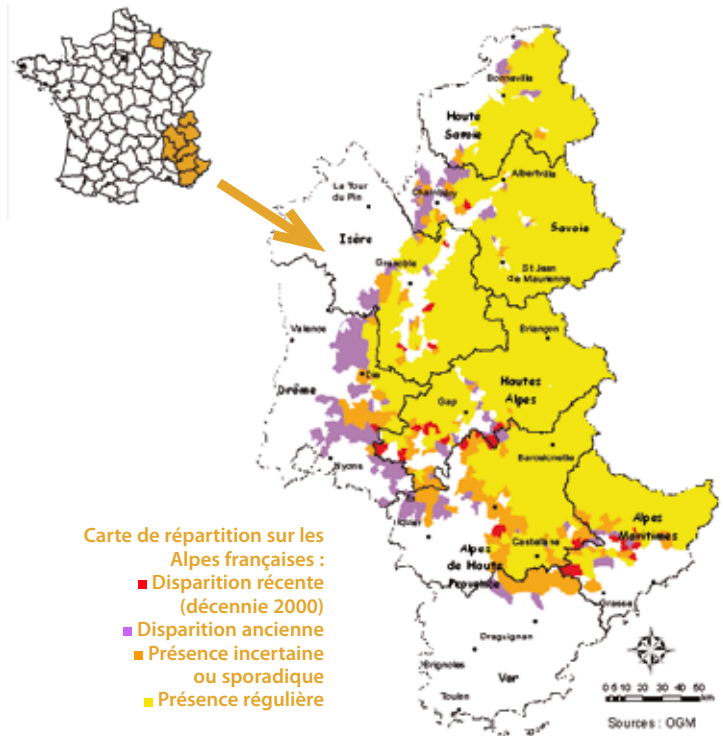 Bonneville
Haute
Savoie
Albertville
La Tour
du Pin
Chambéry
Isère
Savoie
Grenoble
St Jean
de Maurienne
Valence
Briançon
Die
Drôme
Hautes
Alpes
Gap
Barcelonnette
Nyons
Alpes
Maritimes
Castellane
Alpes
de Haute
Provence
Grasse
Draguignan
Brignoles
Var
Toulon
Carte de répartition sur les
Alpes françaises :
Disparition récente
(décennie 2000)
Disparition ancienne
Présence incertaine
ou sporadique
Présence régulière
0 5 10 20 30 40 50
km
Sources : OGM